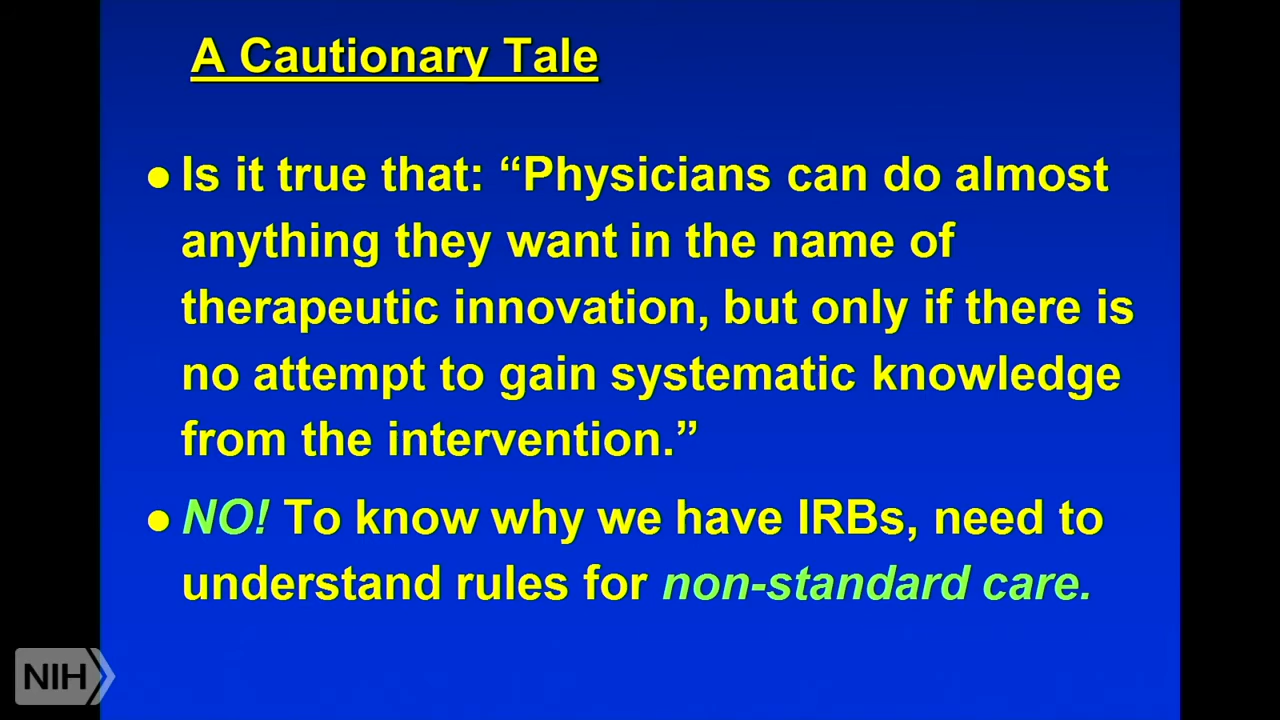 A Cautionary Tale
● Is it true that: “Physicians can do almost
anything they want in the name of
therapeutic innovation, but only if there is
no attempt to gain systematic knowledge
from the intervention.”
● NO! To know why we have IRBs, need to
understand rules for non-standard care.
NIH